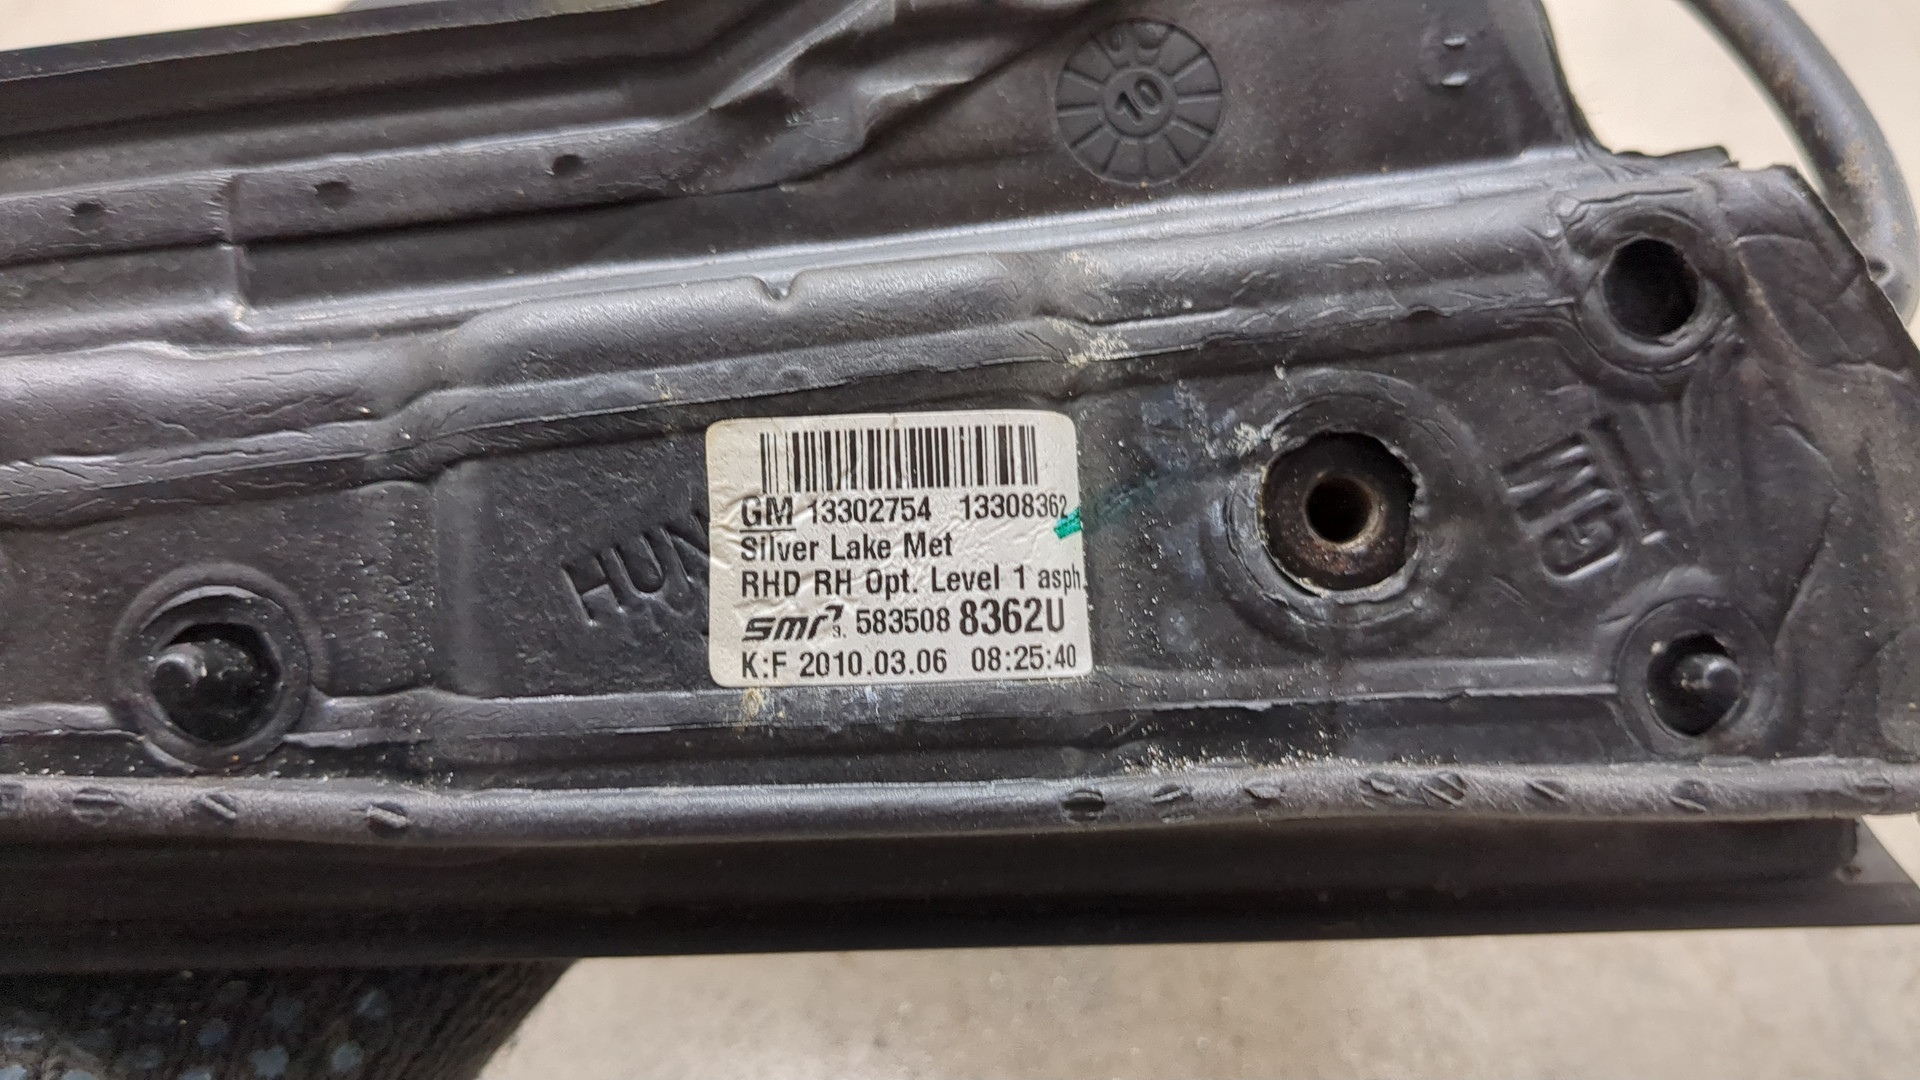 10
GM 13302754 13308362
Silver Lake Met
RHD RH Opt. Level 1 asph.
smr 583508 8362U
K:F 2010.03.06 08:25:40
GM